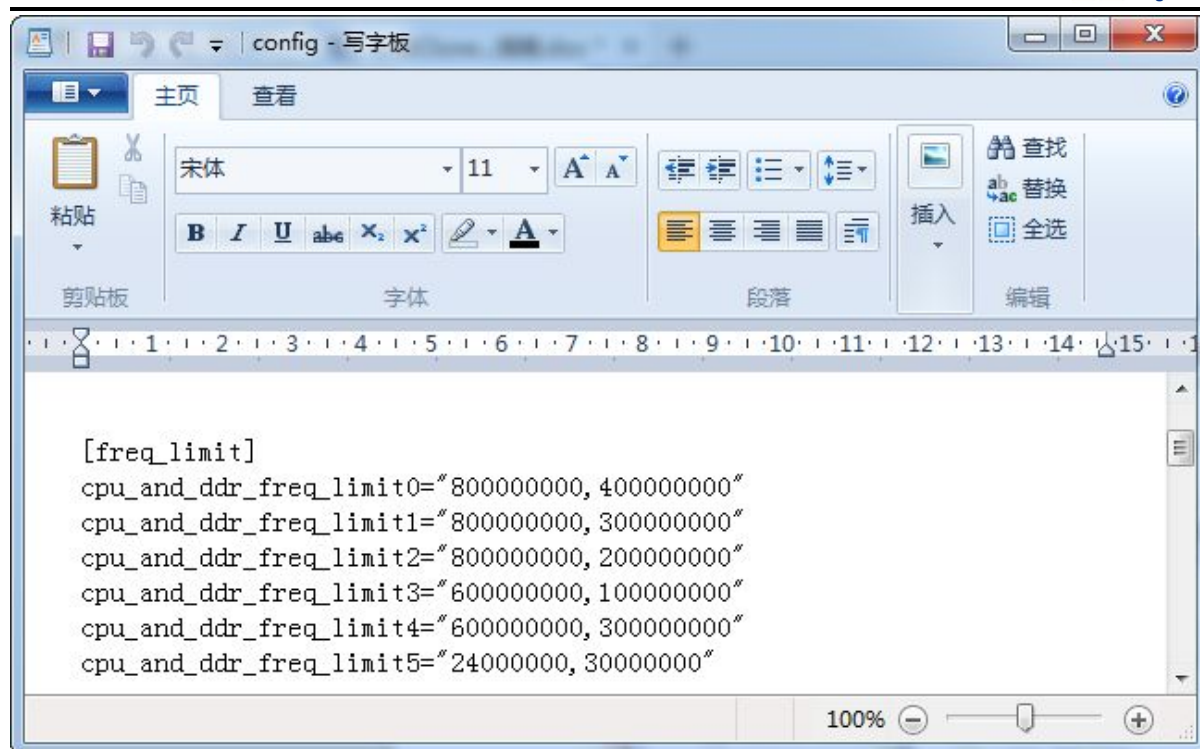 config - 写字板
主页 查看
粘贴
剪贴板
宋体 11 A A
B I U abc X₂ X² A
字体
段落
插入
查找
替换
全选
编辑
1 2 3 4 5 6 7 8 9 10 11 12 13 14 15
[freq_limit]
cpu_and_ddr_freq_limit0="800000000,400000000"
cpu_and_ddr_freq_limit1="800000000,300000000"
cpu_and_ddr_freq_limit2="800000000,200000000"
cpu_and_ddr_freq_limit3="600000000,100000000"
cpu_and_ddr_freq_limit4="600000000,300000000"
cpu_and_ddr_freq_limit5="24000000,30000000"
100%